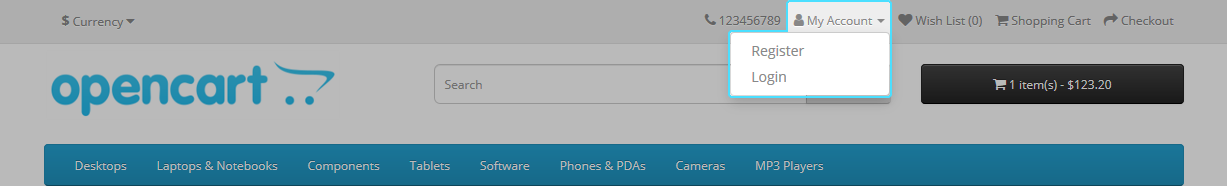 $ Currency 123456789 My Account Wish List (0) Shopping Cart Checkout
Register
Login
opencart Search 1 item(s) - $123.20
Desktops Laptops & Notebooks Components Tablets Software Phones & PDAs Cameras MP3 Players